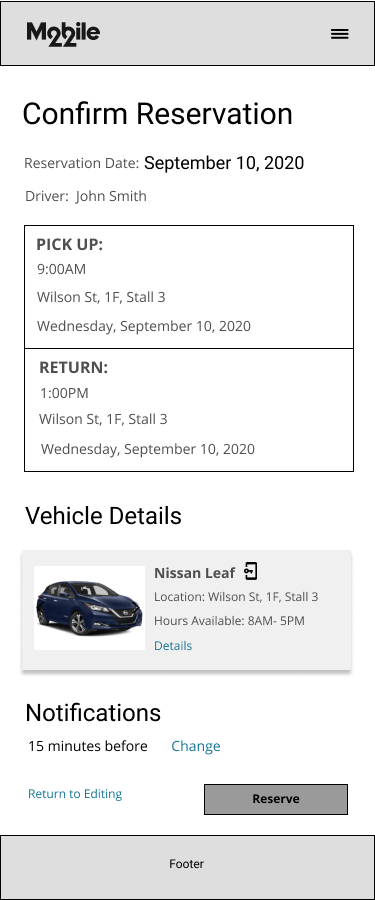 Mobile
22
Confirm Reservation
Reservation Date: September 10, 2020
Driver: John Smith
PICK UP:
9:00AM
Wilson St, 1F, Stall 3
Wednesday, September 10, 2020
RETURN:
1:00PM
Wilson St, 1F, Stall 3
Wednesday, September 10, 2020
Vehicle Details
Nissan Leaf
Location: Wilson St, 1F, Stall 3
Hours Available: 8AM- 5PM
Details
Notifications
15 minutes before Change
Return to Editing Reserve
Footer